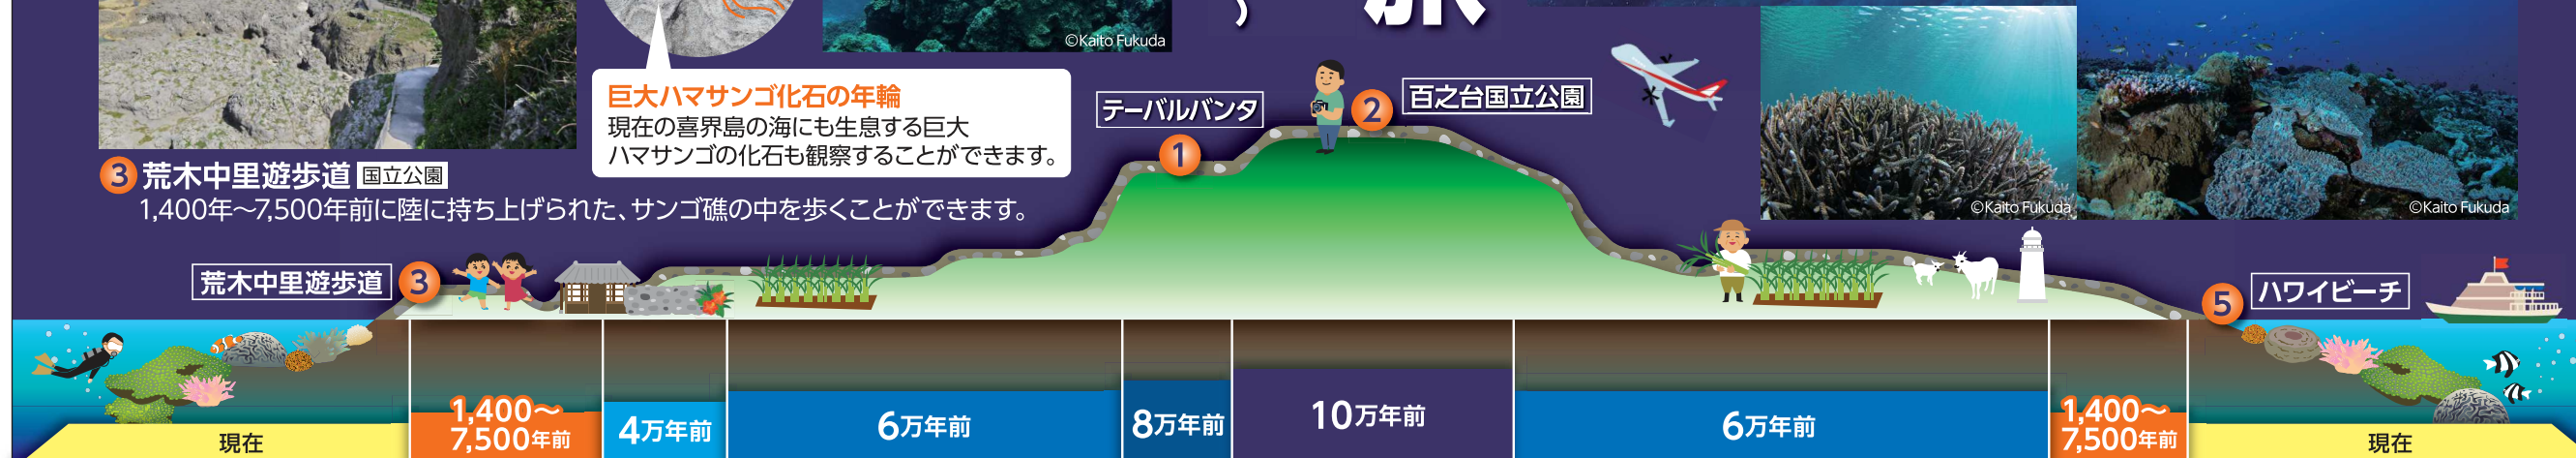 ©Kaito Fukuda
巨大ハマサンゴ化石の年輪
現在の喜界島の海にも生息する巨大
ハマサンゴの化石も観察することができます。
3 荒木中里遊歩道 国立公園
1,400年～7,500年前に陸に持ち上げられた、サンゴ礁の中を歩くことができます。
テーバルバンタ
1
2 百之台国立公園
©Kaito Fukuda
©Kaito Fukuda
荒木中里遊歩道 3
5 ハワイビーチ
現在
1,400～
7,500年前
4万年前
6万年前
8万年前
10万年前
6万年前
1,400～
7,500年前
現在